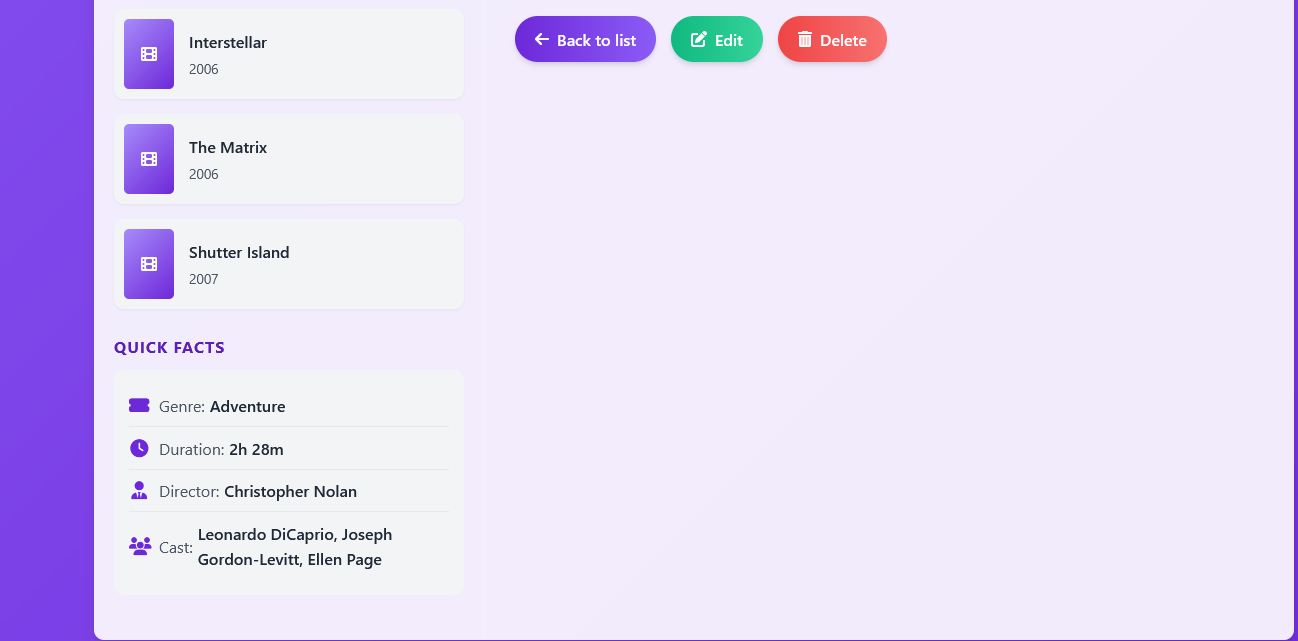 Interstellar
2006
The Matrix
2006
Shutter Island
2007
QUICK FACTS
Genre: Adventure
Duration: 2h 28m
Director: Christopher Nolan
Cast: Leonardo DiCaprio, Joseph
Gordon-Levitt, Ellen Page
Back to list
Edit
Delete